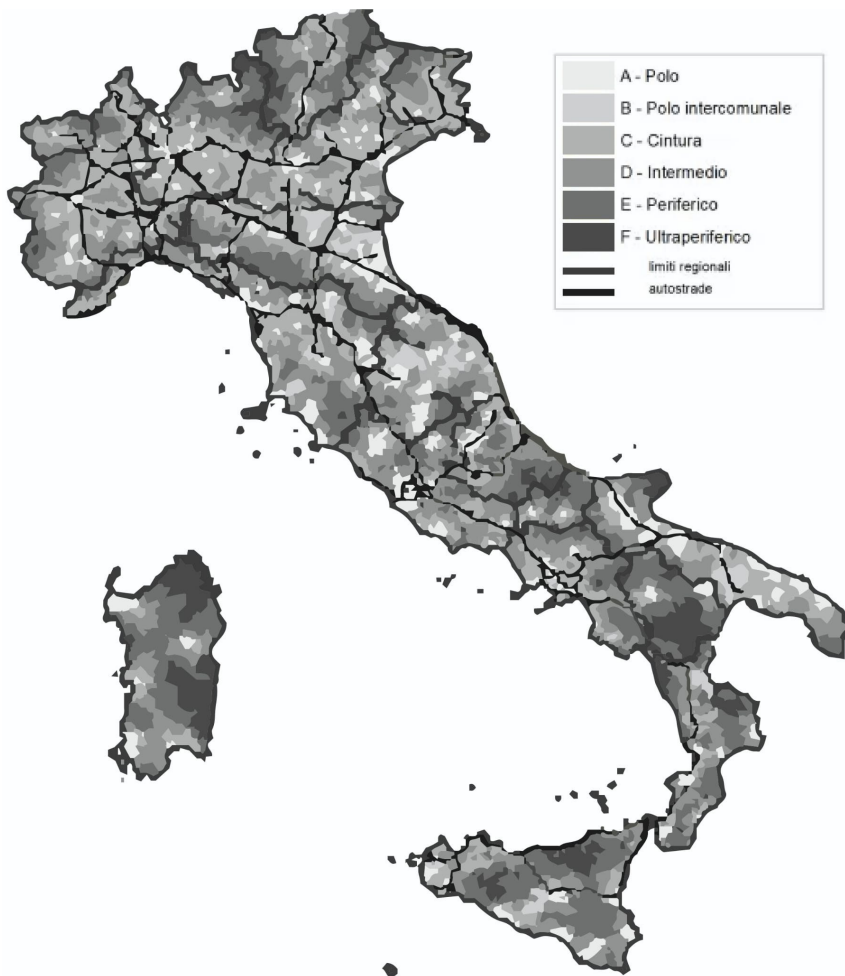 A - Polo
B - Polo intercomunale
C - Cintura
D - Intermedio
E - Periferico
F - Ultraperiferico
limiti regionali
autostrade